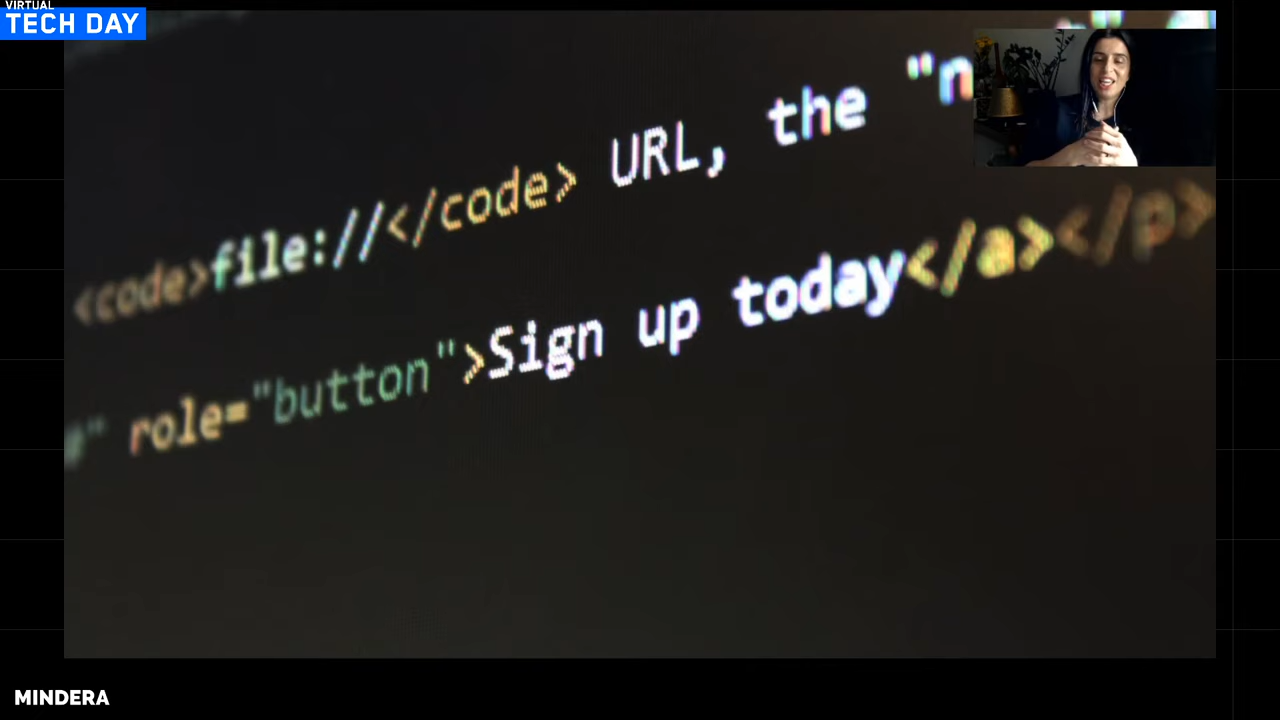 VIRTUAL
TECH DAY
<code>file://</code> URL, the "n
" role="button">Sign up today</a></p>
MINDERA